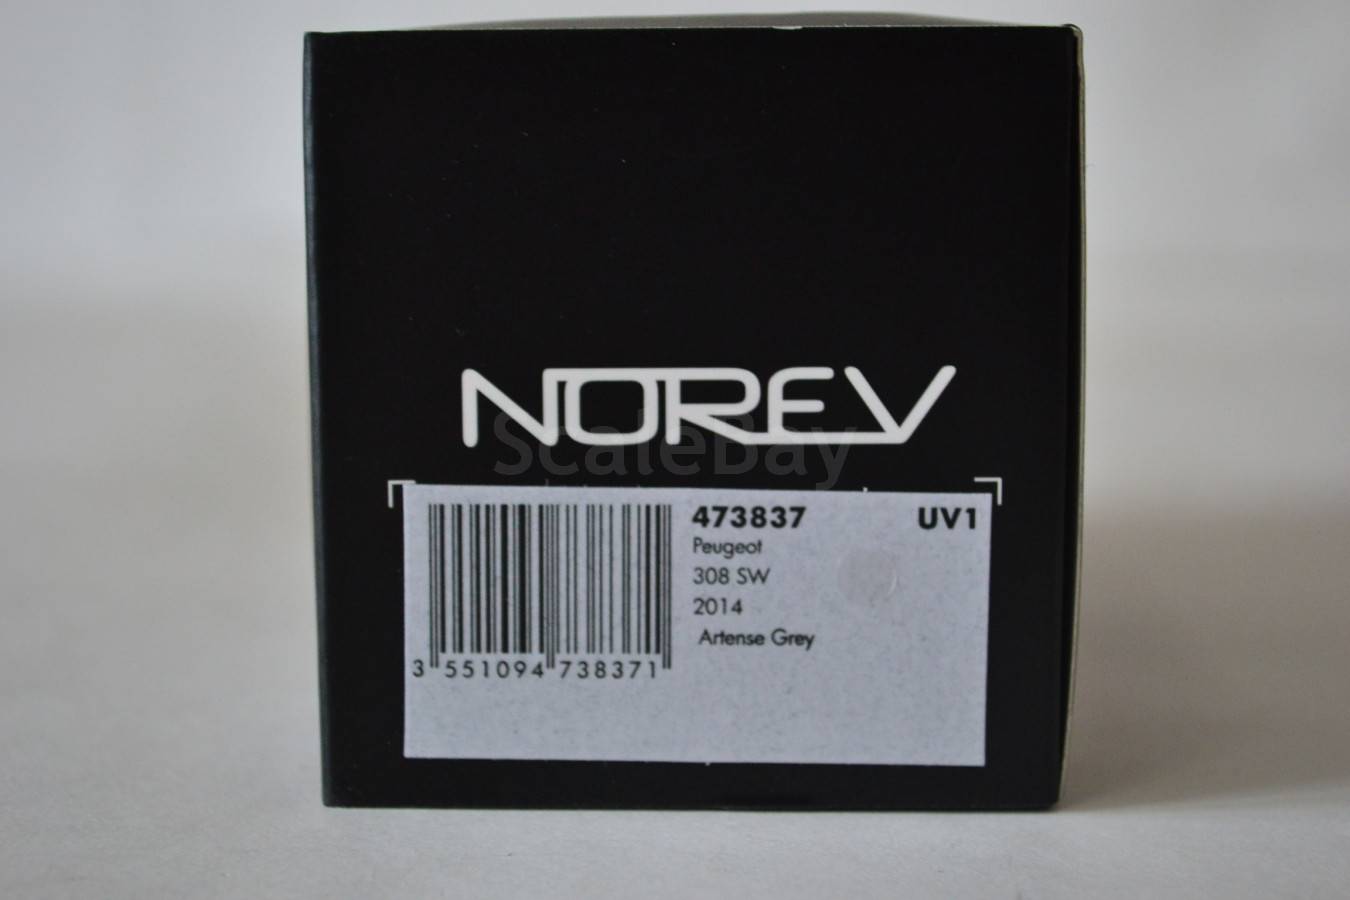 NOREV
ScaleBay
473837 UV1
Peugeot
308 SW
2014
Artense Grey
3 551094 738371